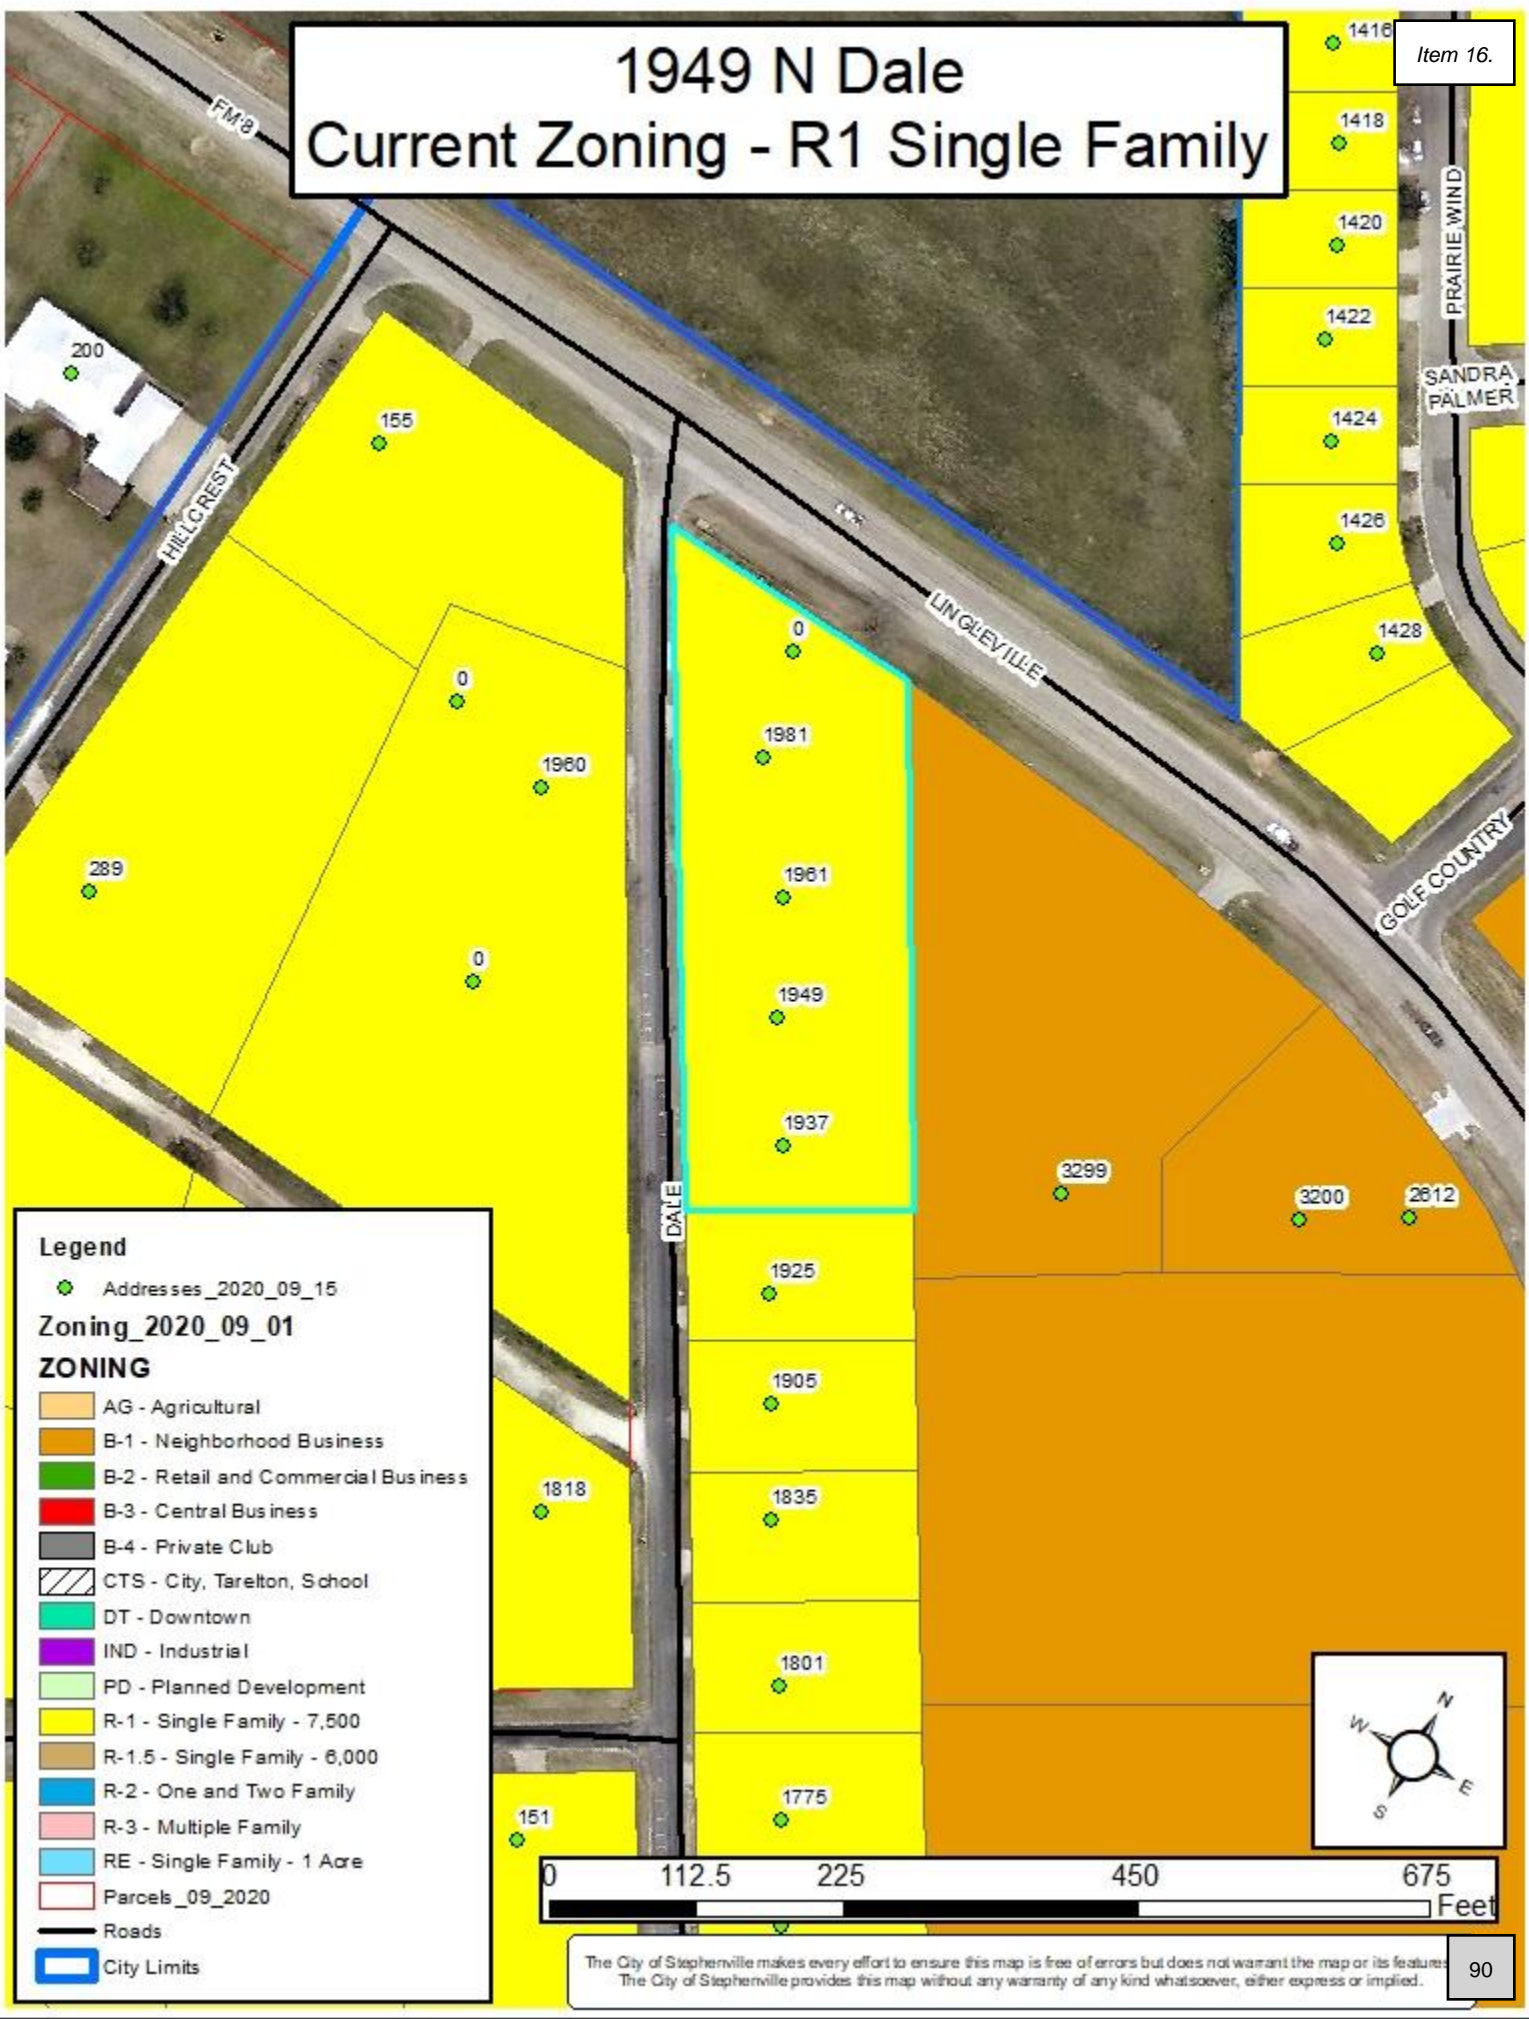 1949 N Dale
Current Zoning - R1 Single Family
Item 16.
1416
1418
1420
1422
1424
1426
1428
PRAIRIE WIND
SANDRA
PALMER
FM 8
200
155
HILLCREST
LINGLEVILLE
0
0
1981
1960
1961
289
0
1949
1937
GOLF COUNTRY
3299
3200
2612
DALE
1925
1905
1835
1818
1801
1775
151
Legend
Addresses_2020_09_15
Zoning_2020_09_01
ZONING
AG - Agricultural
B-1 - Neighborhood Business
B-2 - Retail and Commercial Business
B-3 - Central Business
B-4 - Private Club
CTS - City, Tarelton, School
DT - Downtown
IND - Industrial
PD - Planned Development
R-1 - Single Family - 7,500
R-1.5 - Single Family - 6,000
R-2 - One and Two Family
R-3 - Multiple Family
RE - Single Family - 1 Acre
Parcels_09_2020
Roads
City Limits
N
W
E
S
0 112.5 225 450 675
Feet
The City of Stephenville makes every effort to ensure this map is free of errors but does not warrant the map or its features
The City of Stephenville provides this map without any warranty of any kind whatsoever, either express or implied.
90